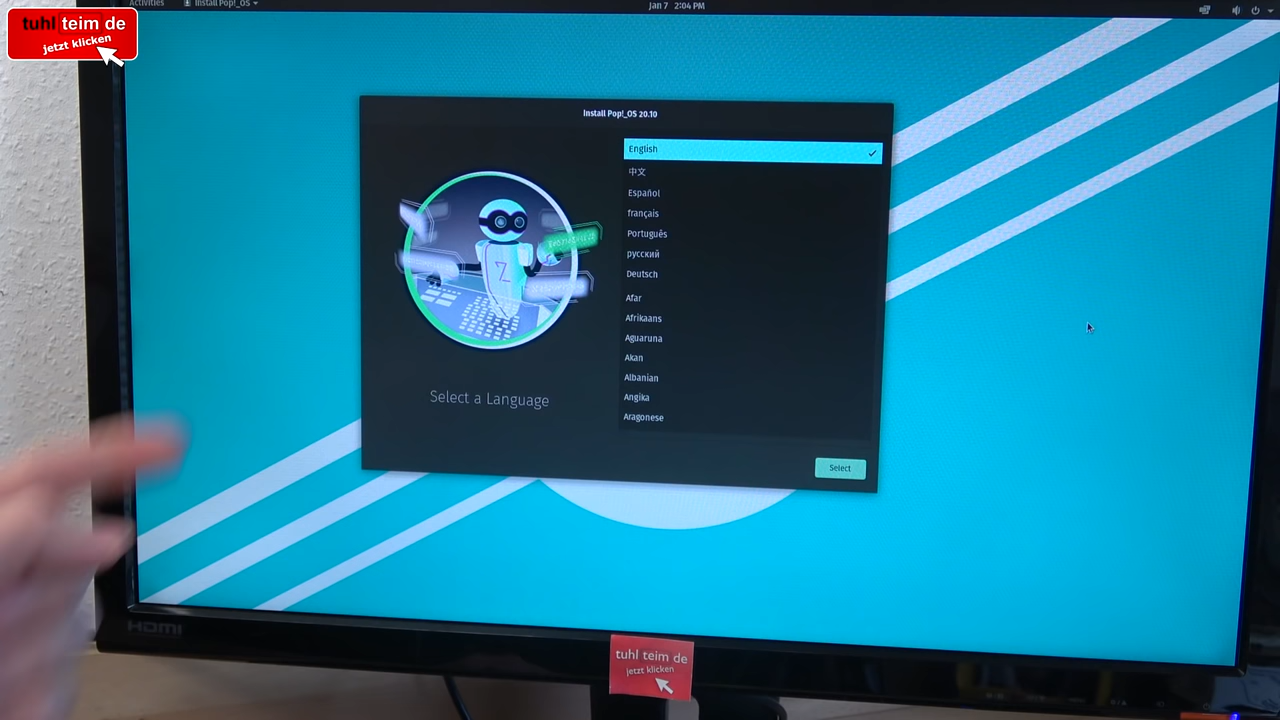 Activities
Install Pop!_OS
Jan 7 2:04 PM
tuhl teim de
jetzt klicken
Install Pop!_OS 20.10
English
中文
Español
français
Português
русский
Deutsch
Afar
Afrikaans
Aguaruna
Akan
Albanian
Angika
Aragonese
Z
Select a Language
Select
HDMI
tuhl teim de
jetzt klicken